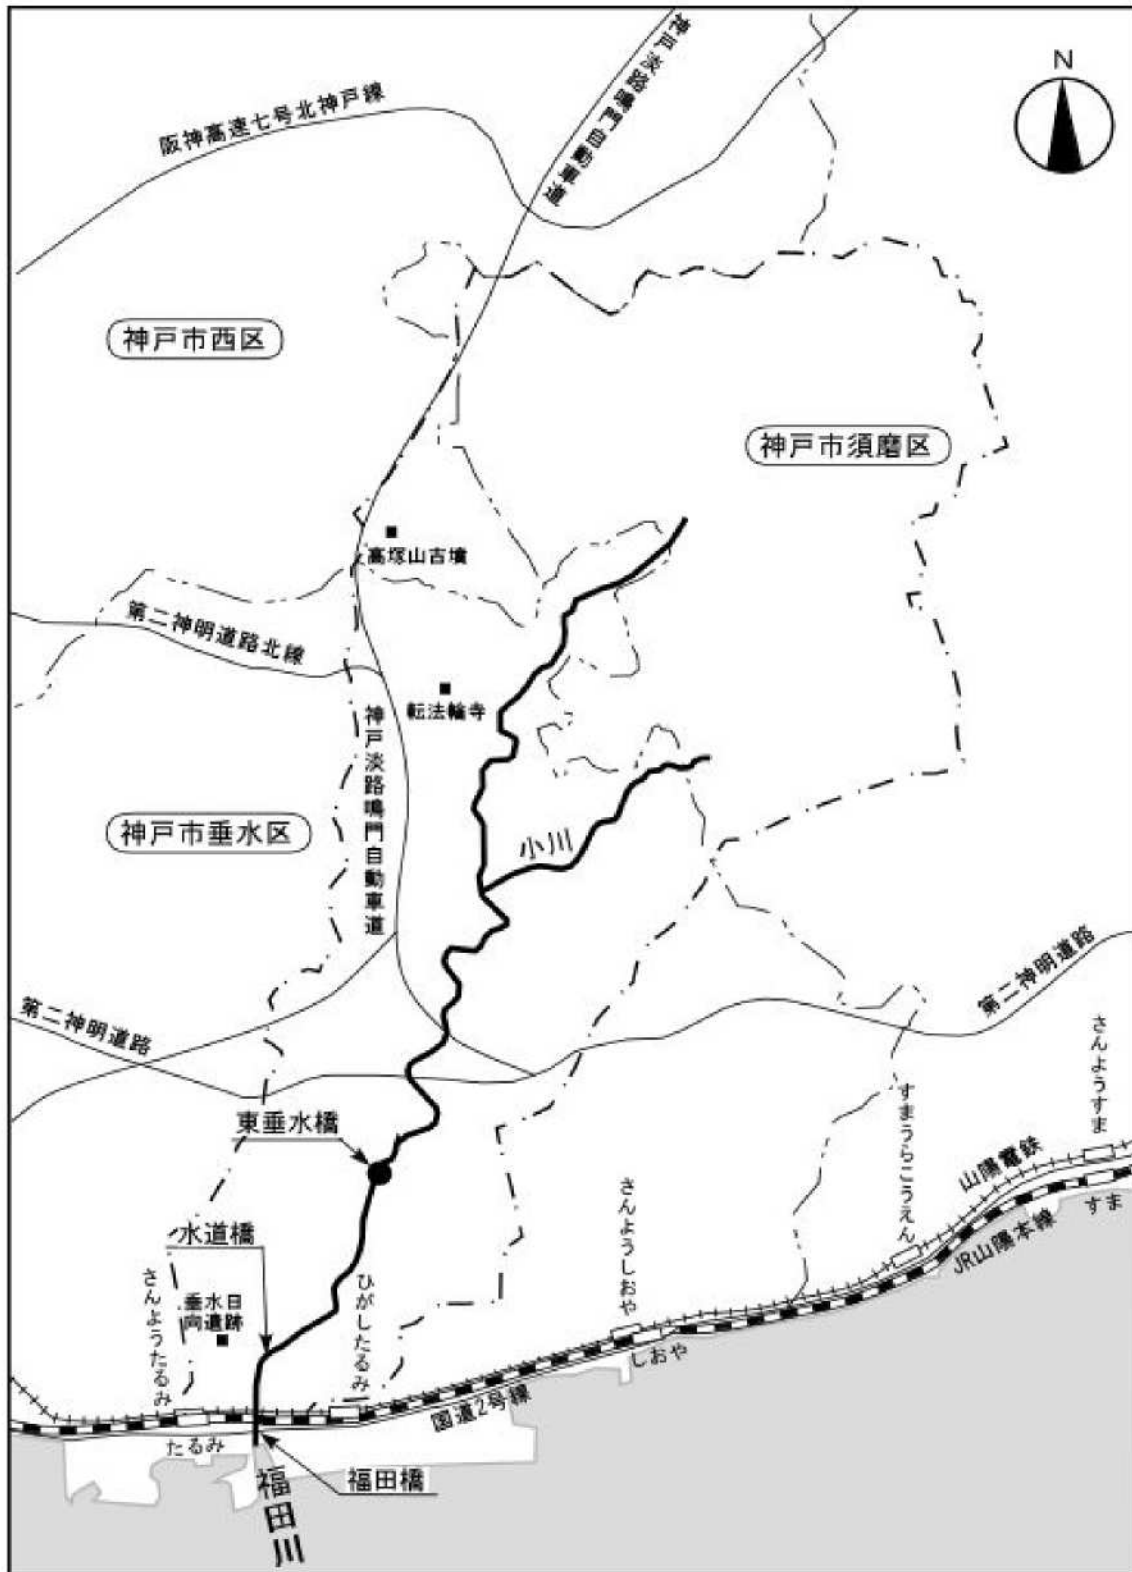 神戸淡路鳴門自動車道
阪神高速七号北神戸線
N
神戸市西区
神戸市須磨区
高塚山古墳
第二神明道路北線
転法輪寺
神戸淡路鳴門自動車道
神戸市垂水区
小川
第二神明道路
第二神明道路
さんようすま
東垂水橋
すまうらこうえん
山陽電鉄
さんようしおや
すま
水道橋
JR山陽本線
さんようたるみ
垂水日
向遺跡
ひがしたるみ
しおや
国道2号線
たるみ
福田橋
福田川